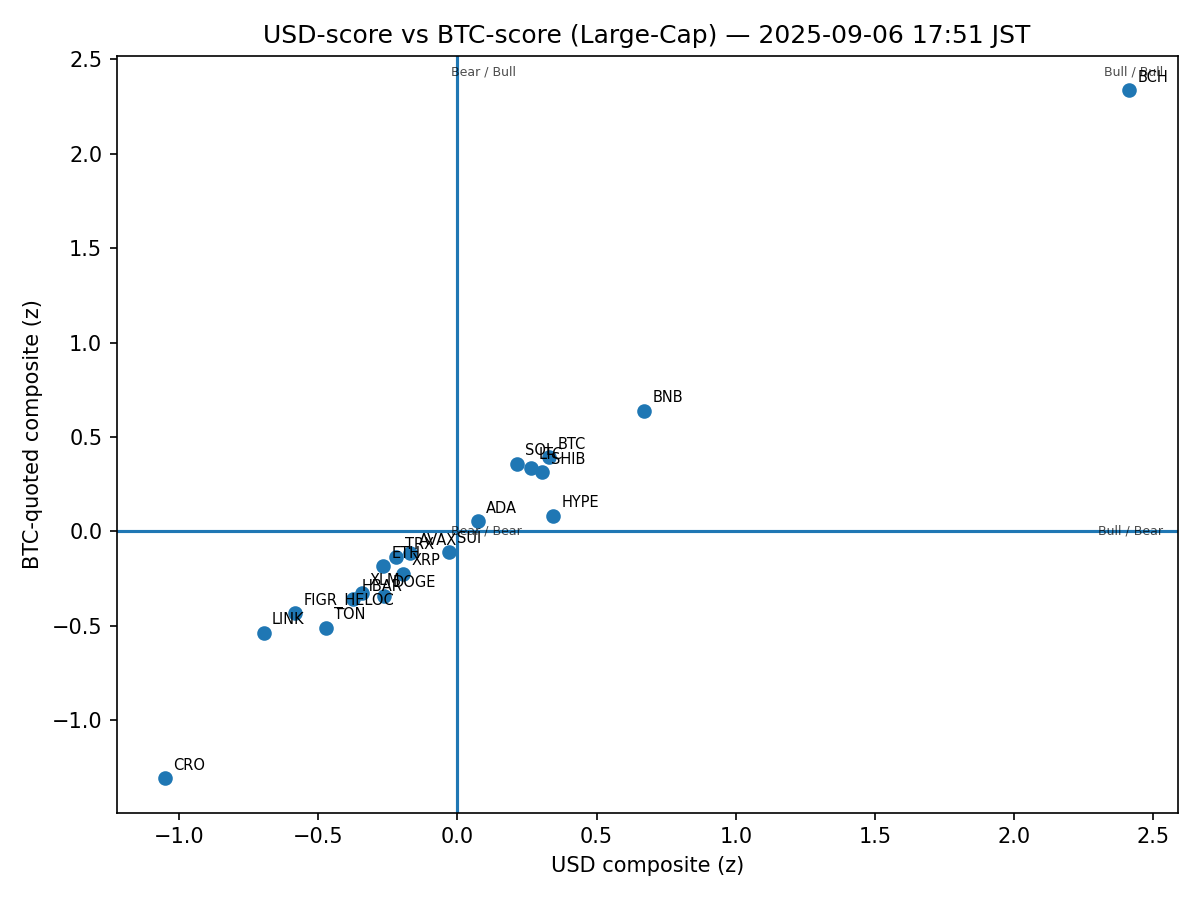 USD-score vs BTC-score (Large-Cap) — 2025-09-06 17:51 JST
2.5
Bear / Bull
Bull / Bull
BCH
2.0
1.5
1.0
BNB
0.5
BTC
SOL
LTC
SHIB
HYPE
ADA
0.0
Bear / Bear
Bull / Bear
SUI
AVAX
TRX
ETH
XRP
XLM
DOGE
HBAR
FIGR_HELOC
TON
LINK
−0.5
−1.0
CRO
−1.0
−0.5
0.0
0.5
1.0
1.5
2.0
2.5
USD composite (z)
BTC-quoted composite (z)